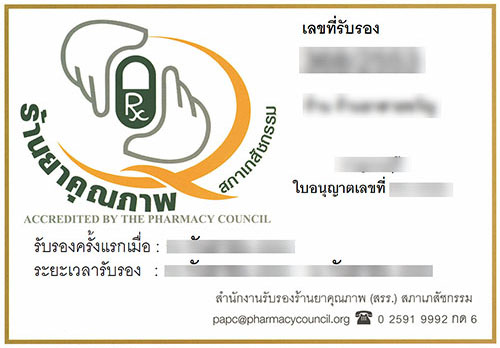 เลขที่รับรอง
Rx
ร้านยาคุณภาพ
สภาเภสัชกรรม
ใบอนุญาตเลขที่
ACCREDITED BY THE PHARMACY COUNCIL
รับรองครั้งแรกเมื่อ :
ระยะเวลารับรอง :
สำนักงานรับรองร้านยาคุณภาพ (สรร.) สภาเภสัชกรรม
papc@pharmacycouncil.org ☎ 0 2591 9992 กด 6